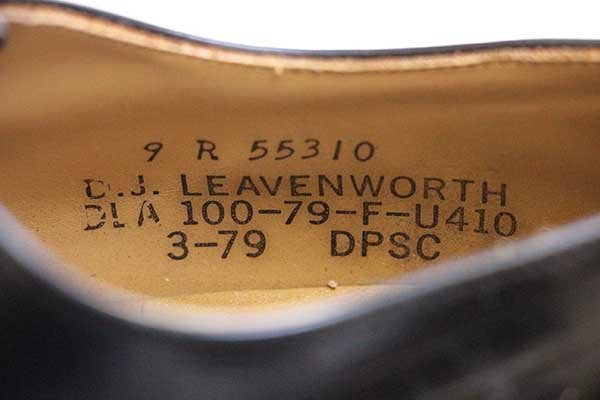 9 R 55310
D.J. LEAVENWORTH
DLA 100-79-F-U410
3-79 DPSC